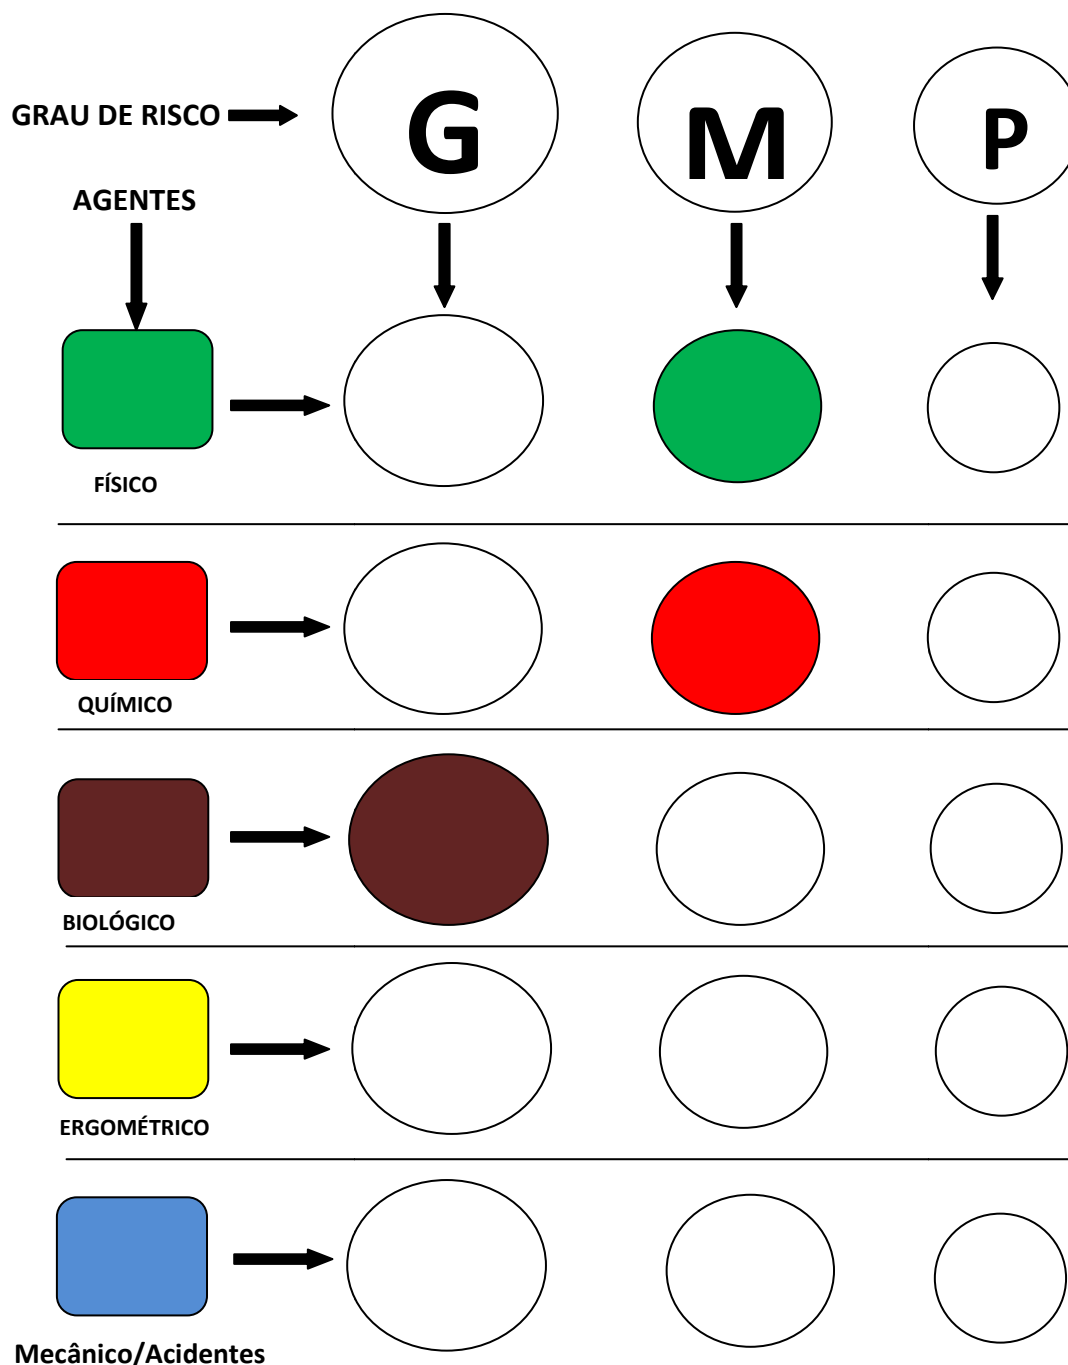 G
M
P
GRAU DE RISCO
AGENTES
FÍSICO
QUÍMICO
BIOLÓGICO
ERGOMÉTRICO
Mecânico/Acidentes